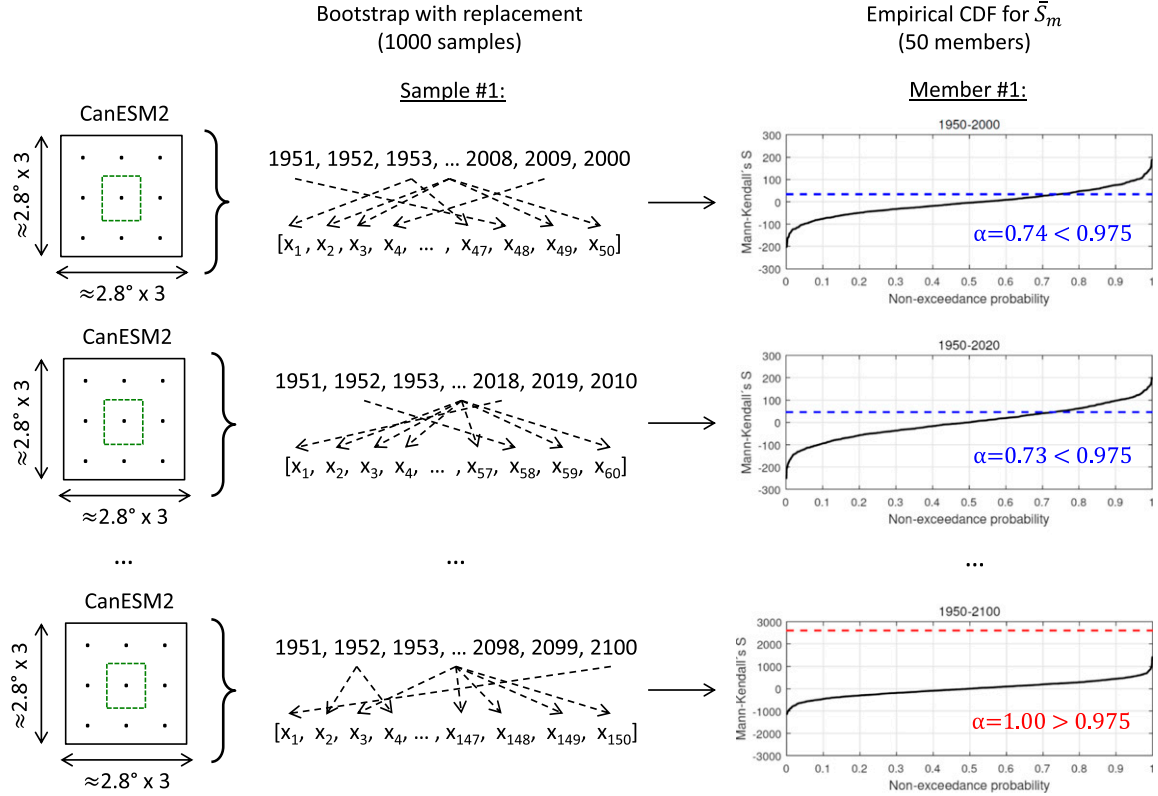 Bootstrap with replacement
(1000 samples)
Empirical CDF for S̄ₘ
(50 members)
Sample #1:
Member #1:
CanESM2
≈2.8° x 3
≈2.8° x 3
1951, 1952, 1953, ... 2008, 2009, 2000
[x₁ , x₂ , x₃, x₄, ... , x₄₇, x₄₈, x₄₉, x₅₀]
1950-2000
Mann-Kendall´s S
300
200
100
0
-100
-200
-300
α=0.74 < 0.975
0 0.1 0.2 0.3 0.4 0.5 0.6 0.7 0.8 0.9 1
Non-exceedance probability
CanESM2
≈2.8° x 3
≈2.8° x 3
1951, 1952, 1953, ... 2018, 2019, 2010
[x₁, x₂, x₃, x₄, ... , x₅₇, x₅₈, x₅₉, x₆₀]
1950-2020
Mann-Kendall´s S
300
200
100
0
-100
-200
-300
α=0.73 < 0.975
0 0.1 0.2 0.3 0.4 0.5 0.6 0.7 0.8 0.9 1
Non-exceedance probability
... ... ...
CanESM2
≈2.8° x 3
≈2.8° x 3
1951, 1952, 1953, ... 2098, 2099, 2100
[x₁, x₂, x₃, x₄, ... , x₁₄₇, x₁₄₈, x₁₄₉, x₁₅₀]
1950-2100
Mann-Kendall´s S
3000
2000
1000
0
-1000
-2000
-3000
α=1.00 > 0.975
0 0.1 0.2 0.3 0.4 0.5 0.6 0.7 0.8 0.9 1
Non-exceedance probability